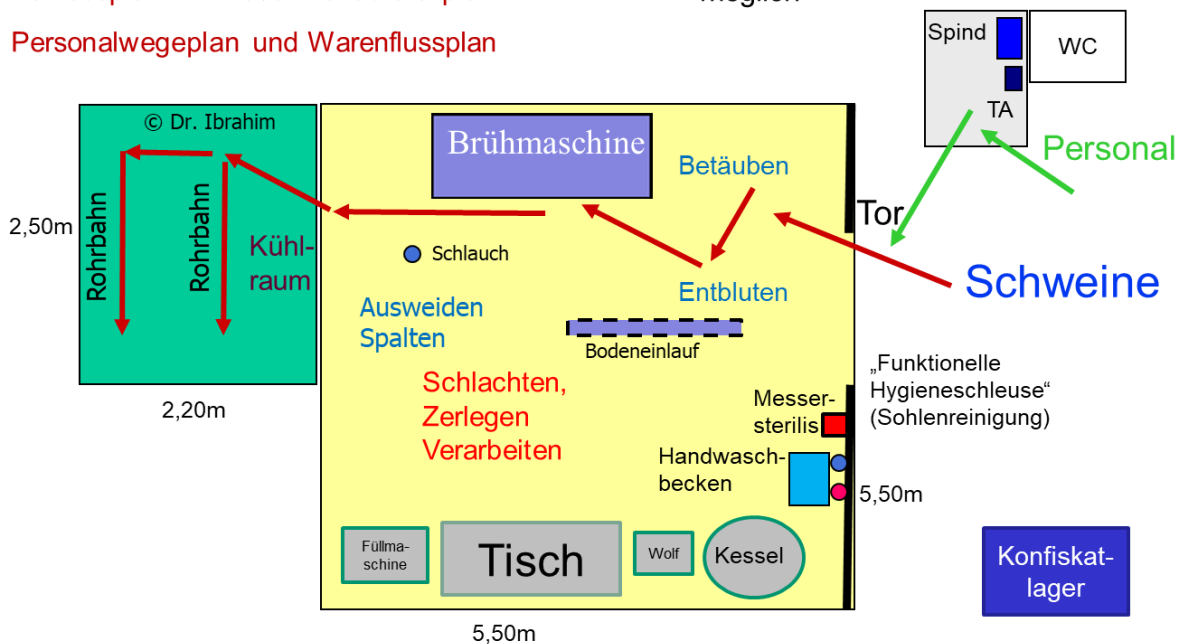 möglich
Personalwegeplan und Warenflussplan
Spind
WC
TA
Personal
© Dr. Ibrahim
Brühmaschine
Betäuben
Tor
2,50m
Rohrbahn
Rohrbahn
Kühl-
raum
Schlauch
Entbluten
Schweine
Ausweiden
Spalten
Bodeneinlauf
„Funktionelle
Hygieneschleuse“
(Sohlenreinigung)
2,20m
Schlachten,
Zerlegen
Verarbeiten
Messer-
sterilis
Handwasch-
becken
5,50m
Füllma-
schine
Tisch
Wolf
Kessel
Konfiskat-
lager
5,50m